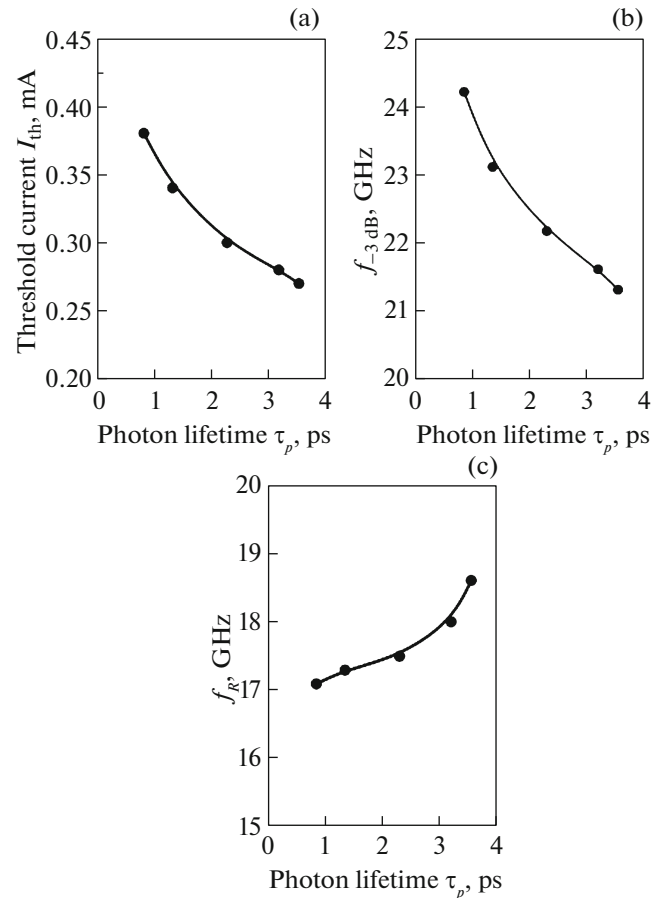 (a)
Threshold current I_th, mA
0.45
0.40
0.35
0.30
0.25
0.20
0 1 2 3 4
Photon lifetime τ_p, ps
(b)
f_−3 dB, GHz
25
24
23
22
21
20
0 1 2 3 4
Photon lifetime τ_p, ps
(c)
f_R, GHz
20
19
18
17
16
15
0 1 2 3 4
Photon lifetime τ_p, ps